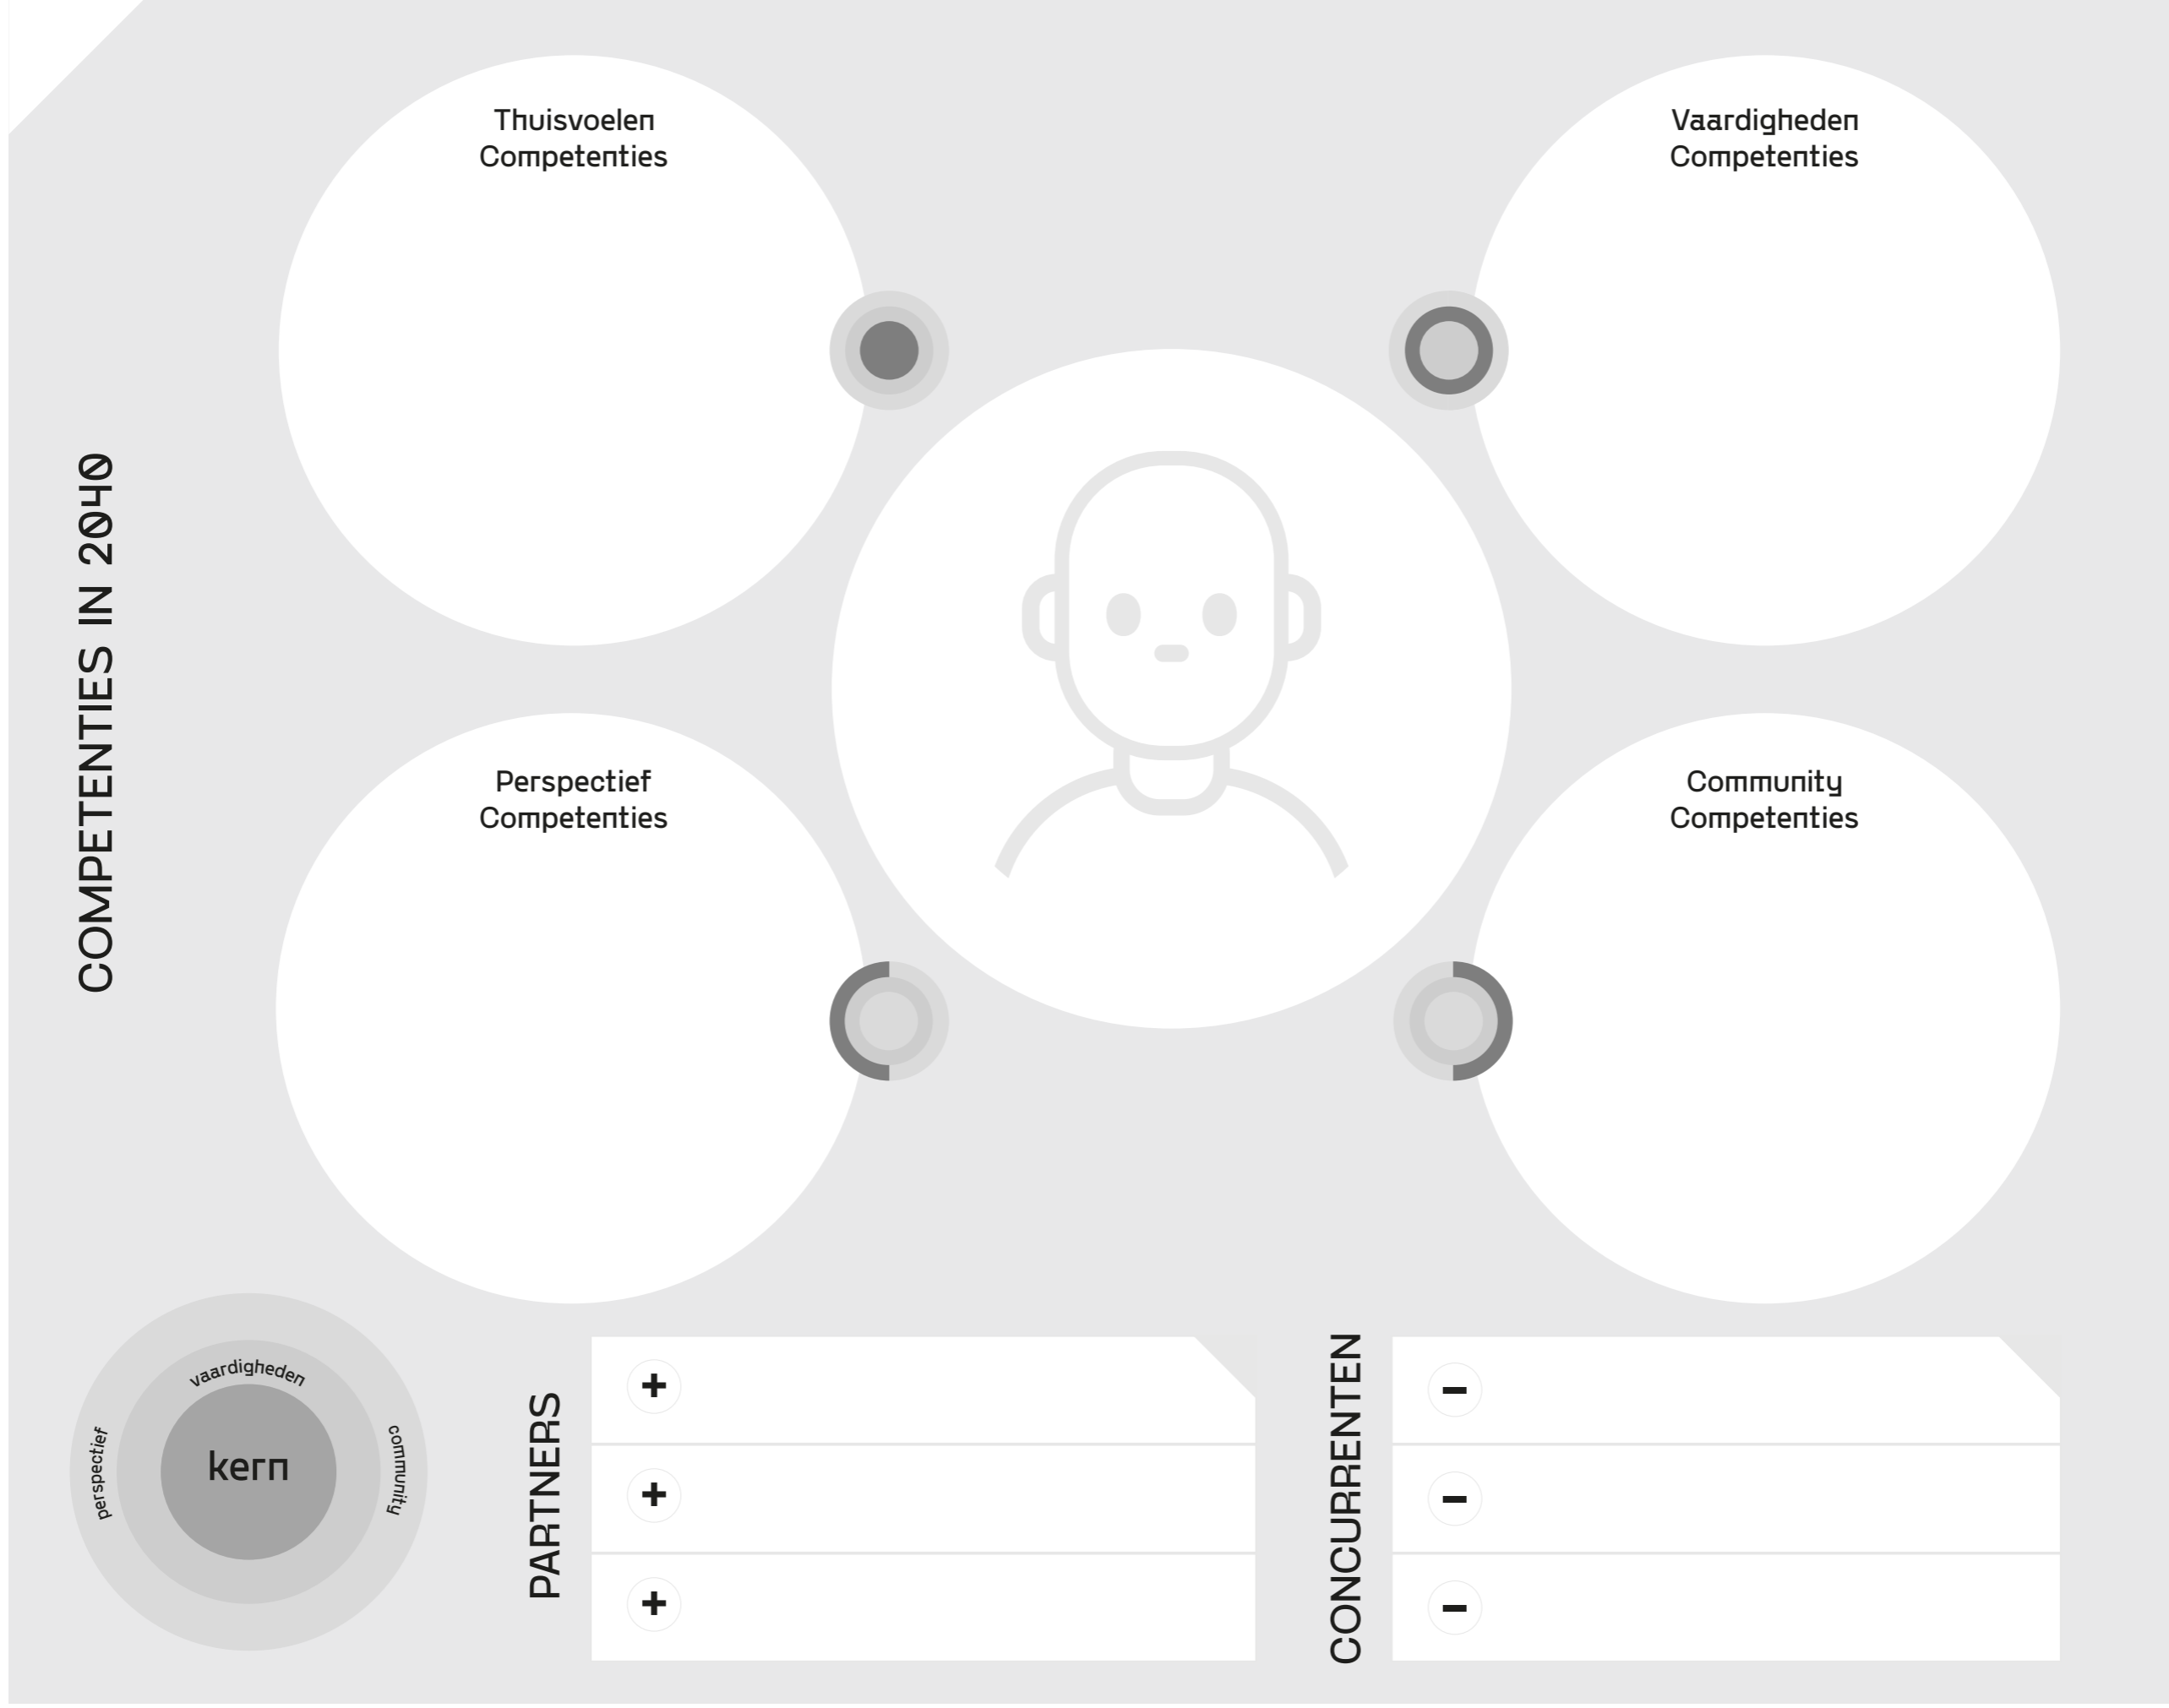 COMPETENTIES IN 2040
Thuisvoelen
Competenties
Vaardigheden
Competenties
Perspectief
Competenties
Community
Competenties
vaardigheden
perspectief
kern
community
PARTNERS
+
+
+
CONCURRENTEN
−
−
−